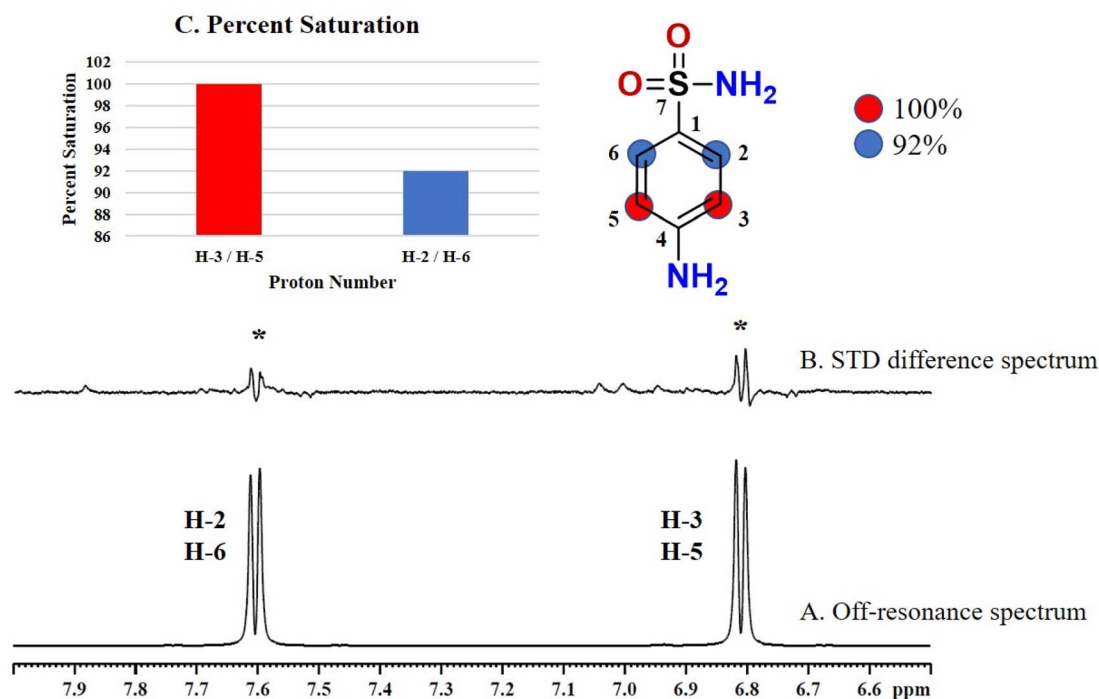 C. Percent Saturation
Percent Saturation
102
100
98
96
94
92
90
88
86
H-3 / H-5
H-2 / H-6
Proton Number
O
O=S-NH2
7
1
6
2
5
3
4
NH2
100%
92%
*
*
B. STD difference spectrum
H-2
H-6
H-3
H-5
A. Off-resonance spectrum
7.9 7.8 7.7 7.6 7.5 7.4 7.3 7.2 7.1 7.0 6.9 6.8 6.7 6.6 ppm